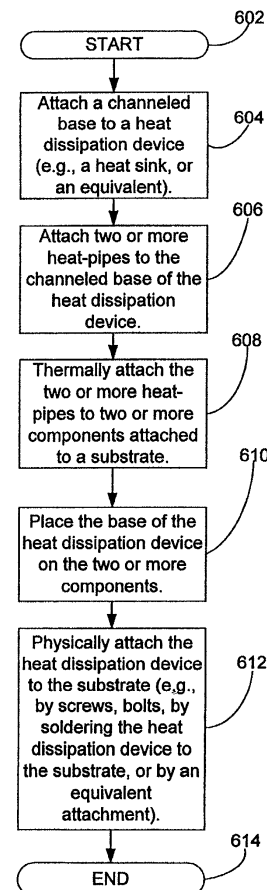 602
START
Attach a channeled
base to a heat
dissipation device
(e.g., a heat sink, or
an equivalent).
604
Attach two or more
heat-pipes to the
channeled base of the
heat dissipation
device.
606
Thermally attach the
two or more heat-
pipes to two or more
components attached
to a substrate.
608
Place the base of the
heat dissipation device
on the two or more
components.
610
Physically attach the
heat dissipation device
to the substrate (e.g.,
by screws, bolts, by
soldering the heat
dissipation device to
the substrate, or by an
equivalent
attachment).
612
END
614